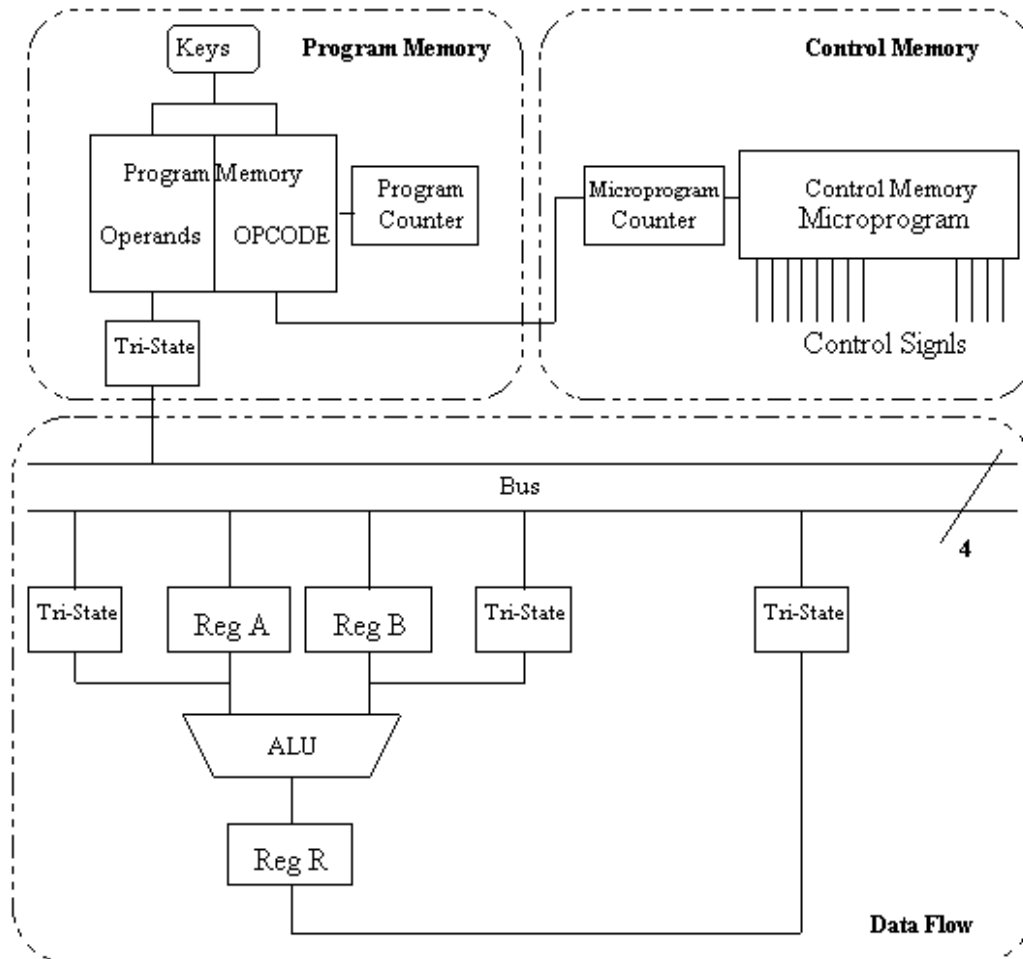 Keys
Program Memory
Program Memory
Operands
OPCODE
Program
Counter
Tri-State
Control Memory
Microprogram
Counter
Control Memory
Microprogram
Control Signls
Bus
4
Tri-State
Reg A
Reg B
Tri-State
Tri-State
ALU
Reg R
Data Flow